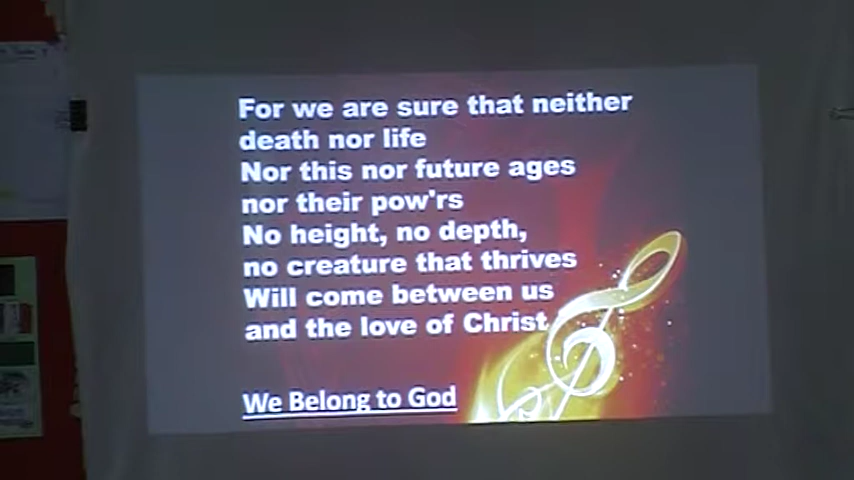 For we are sure that neither
death nor life
Nor this nor future ages
nor their pow'rs
No height, no depth,
no creature that thrives
Will come between us
and the love of Christ
We Belong to God